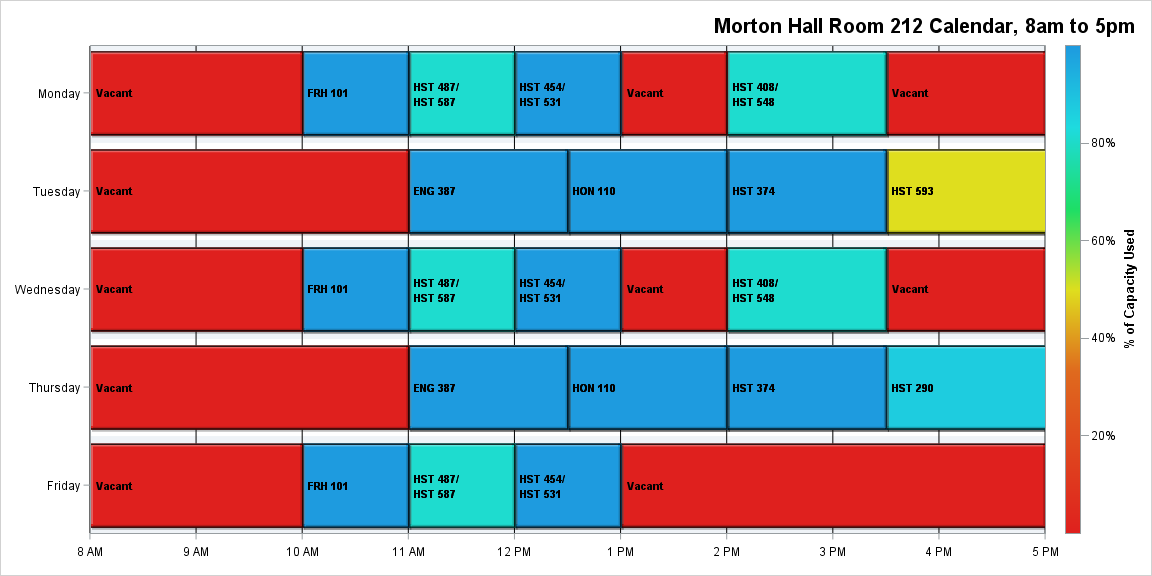 Morton Hall Room 212 Calendar, 8am to 5pm
Monday
Vacant
FRH 101
HST 487/
HST 587
HST 454/
HST 531
Vacant
HST 408/
HST 548
Vacant
Tuesday
Vacant
ENG 387
HON 110
HST 374
HST 593
Wednesday
Vacant
FRH 101
HST 487/
HST 587
HST 454/
HST 531
Vacant
HST 408/
HST 548
Vacant
Thursday
Vacant
ENG 387
HON 110
HST 374
HST 290
Friday
Vacant
FRH 101
HST 487/
HST 587
HST 454/
HST 531
Vacant
8 AM
9 AM
10 AM
11 AM
12 PM
1 PM
2 PM
3 PM
4 PM
5 PM
80%
60%
40%
20%
% of Capacity Used